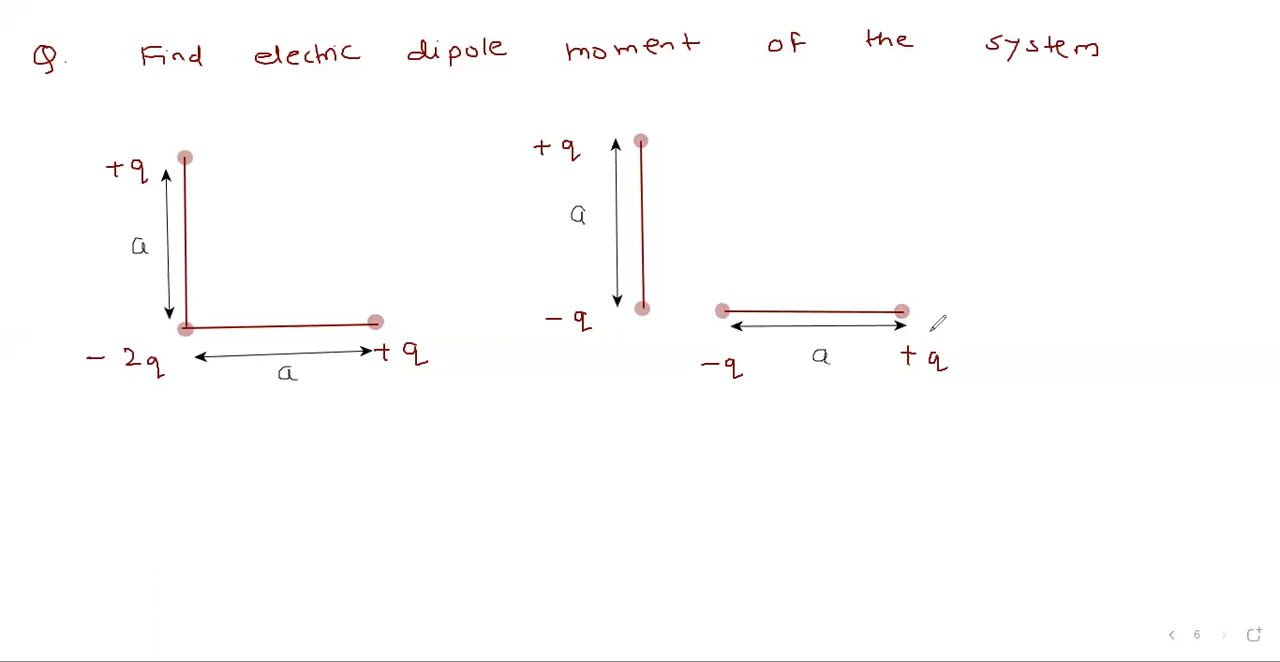 Q. Find electric dipole moment of the system
+q
+q
a
a
-2q
+q
a
-q
-q
a
+q
6